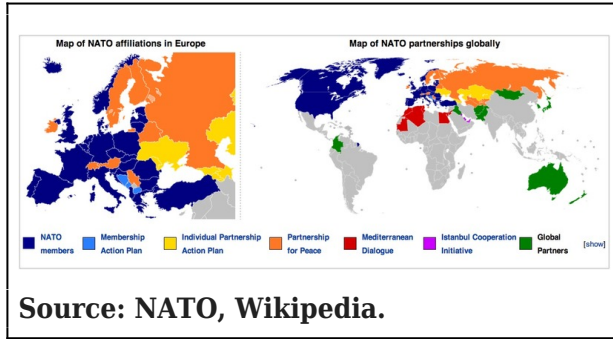 Map of NATO affiliations in Europe
Map of NATO partnerships globally
NATO members
Membership Action Plan
Individual Partnership Action Plan
Partnership for Peace
Mediterranean Dialogue
Istanbul Cooperation Initiative
Global Partners
[show]
Source: NATO, Wikipedia.